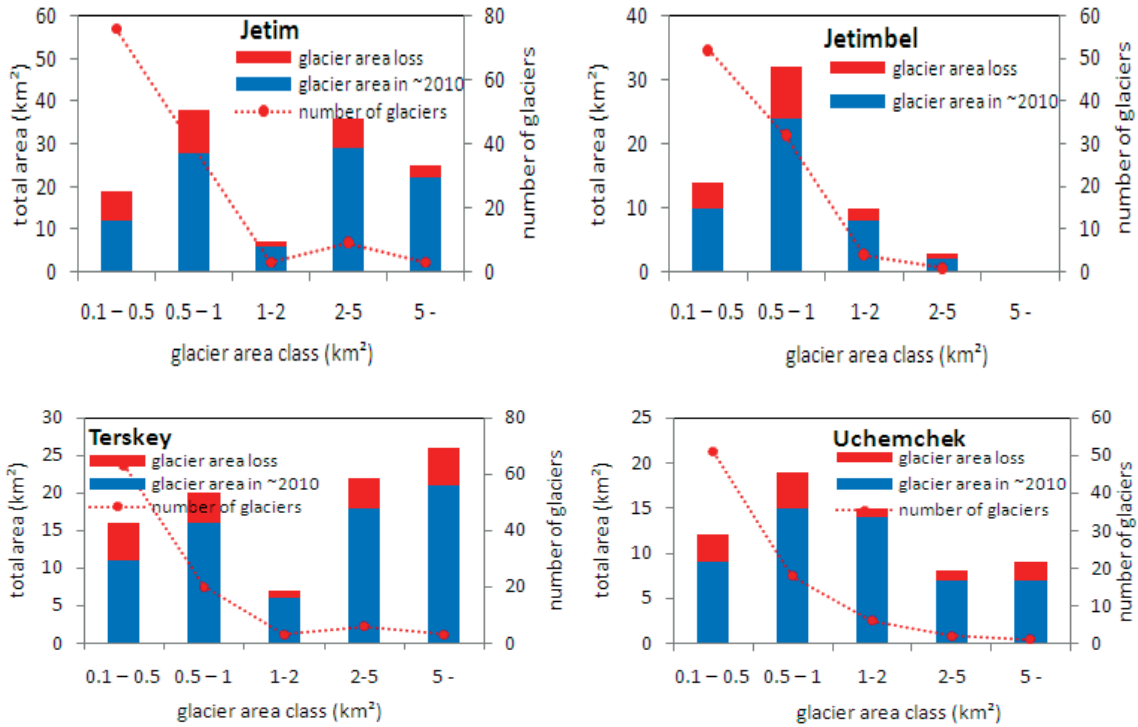 Jetim
glacier area loss
glacier area in ~2010
number of glaciers
total area (km²)
60
50
40
30
20
10
0
number of glaciers
80
60
40
20
0
0.1 – 0.5 0.5 – 1 1-2 2-5 5 -
glacier area class (km²)
Jetimbel
glacier area loss
glacier area in ~2010
total area (km²)
40
30
20
10
0
number of glaciers
60
50
40
30
20
10
0
0.1 – 0.5 0.5 – 1 1-2 2-5 5 -
glacier area class (km²)
Terskey
glacier area loss
glacier area in ~2010
number of glaciers
total area (km²)
30
25
20
15
10
5
0
number of glaciers
80
60
40
20
0
0.1 – 0.5 0.5 – 1 1-2 2-5 5 -
glacier area class (km²)
Uchemchek
glacier area loss
glacier area in ~2010
number of glaciers
total area (km²)
25
20
15
10
5
0
number of glaciers
60
50
40
30
20
10
0
0.1 – 0.5 0.5 – 1 1-2 2-5 5 -
glacier area class (km²)